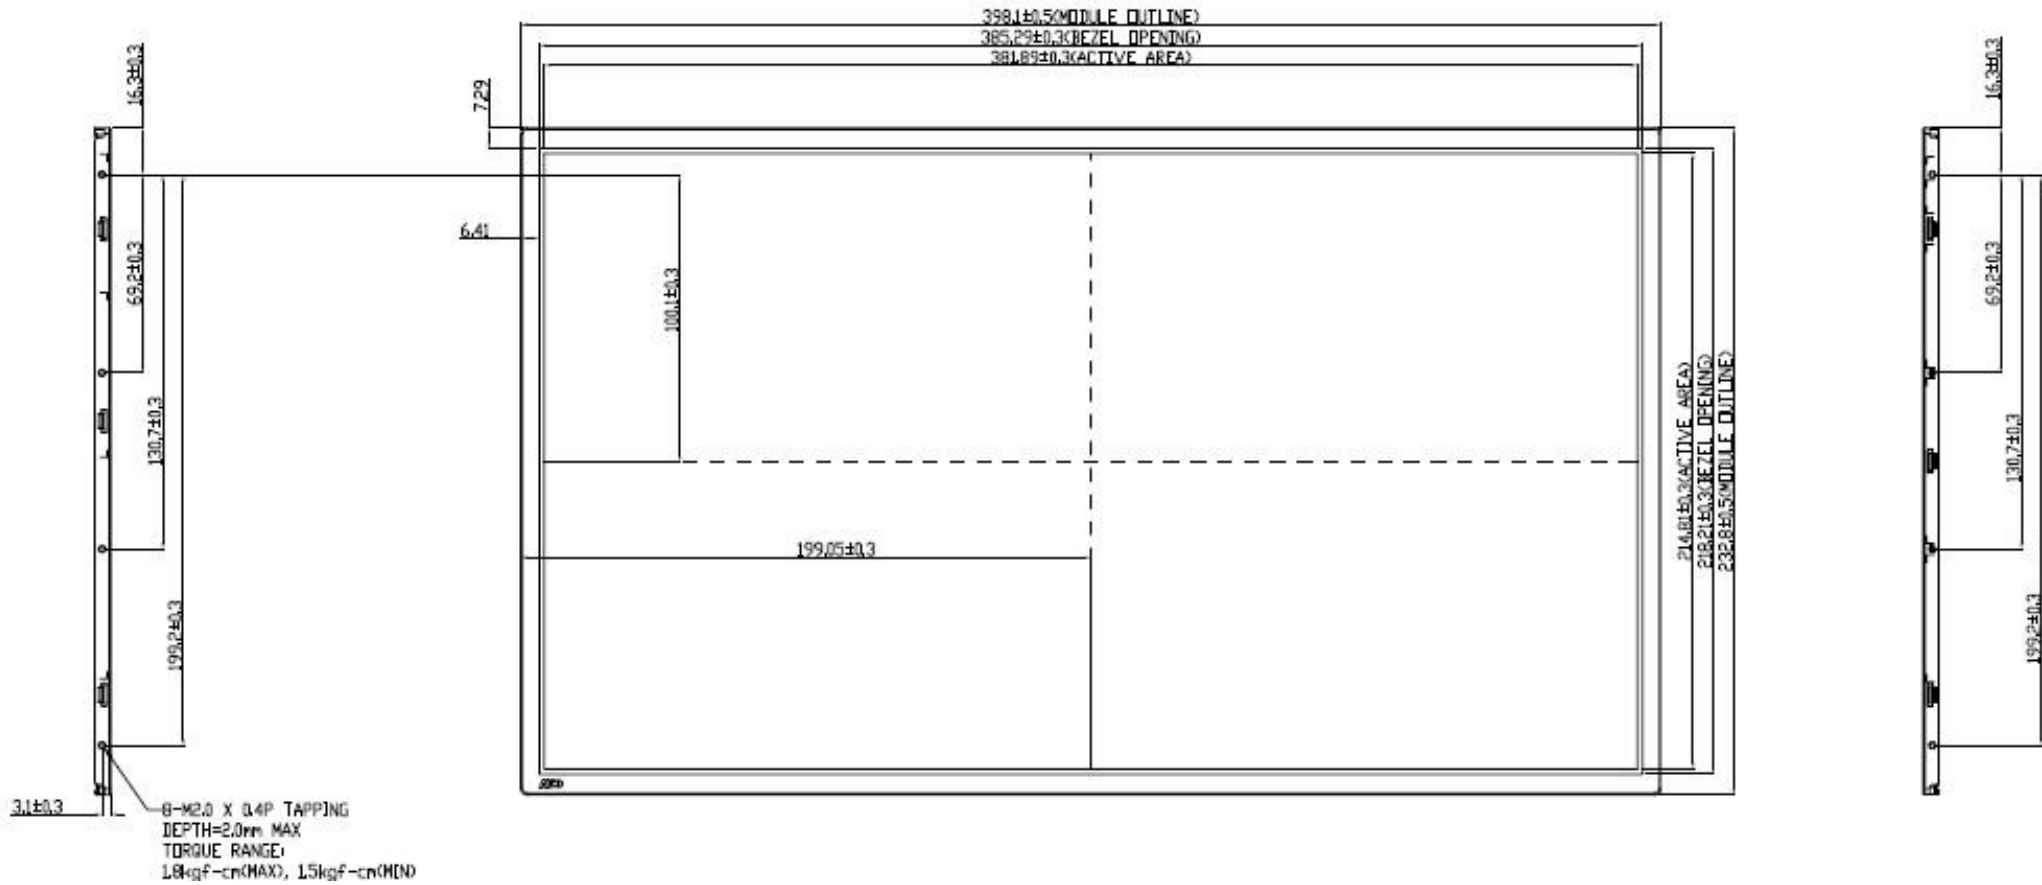 398.1±0.5(MODULE OUTLINE)
385.29±0.3(BEZEL OPENING)
381.89±0.3(ACTIVE AREA)
16.3±0.3
7.29
16.3±0.3
6.41
69.2±0.3
100.1±0.3
69.2±0.3
130.7±0.3
214.81±0.3(ACTIVE AREA)
218.21±0.3(BEZEL OPENING)
232.8±0.5(MODULE OUTLINE)
130.7±0.3
199.05±0.3
199.2±0.3
199.2±0.3
3.1±0.3
8-M2.0 X 0.4P TAPPING
DEPTH=2.0mm MAX
TORQUE RANGE:
1.8kgf-cm(MAX), 1.5kgf-cm(MIN)